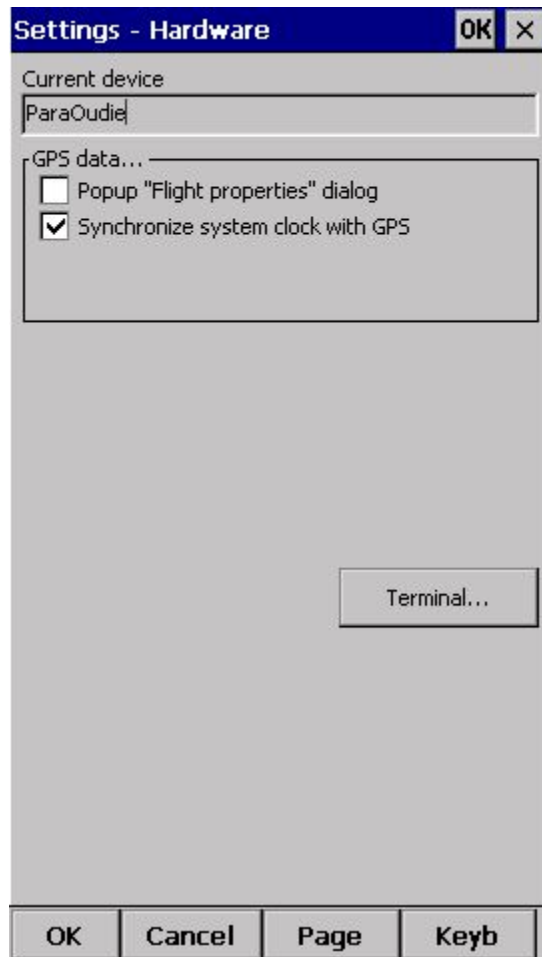 Settings - Hardware OK ×
Current device
ParaOudie
GPS data...
Popup "Flight properties" dialog
Synchronize system clock with GPS
Terminal...
OK Cancel Page Keyb